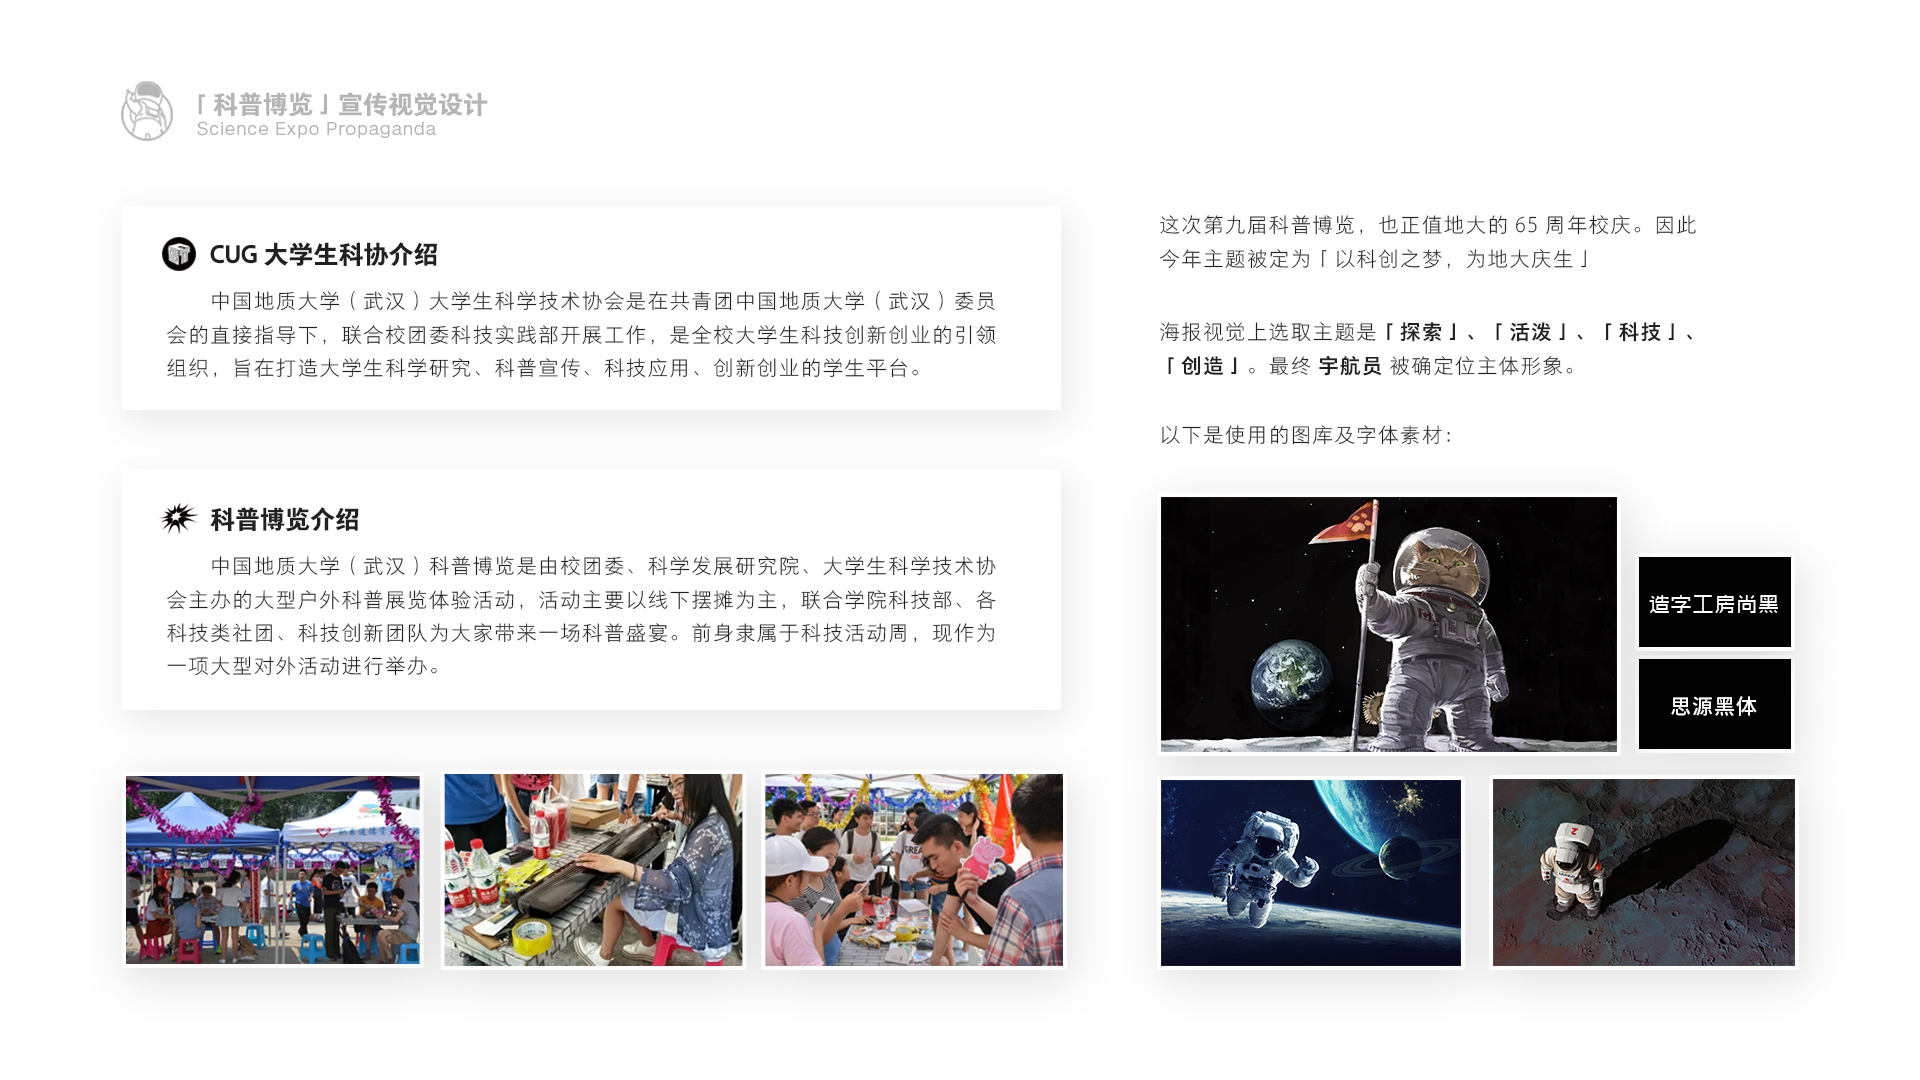 「科普博览」宣传视觉设计
Science Expo Propaganda
CUG 大学生科协介绍
中国地质大学（武汉）大学生科学技术协会是在共青团中国地质大学（武汉）委员
会的直接指导下，联合校团委科技实践部开展工作，是全校大学生科技创新创业的引领
组织，旨在打造大学生科学研究、科普宣传、科技应用、创新创业的学生平台。
科普博览介绍
中国地质大学（武汉）科普博览是由校团委、科学发展研究院、大学生科学技术协
会主办的大型户外科普展览体验活动，活动主要以线下摆摊为主，联合学院科技部、各
科技类社团、科技创新团队为大家带来一场科普盛宴。前身隶属于科技活动周，现作为
一项大型对外活动进行举办。
这次第九届科普博览，也正值地大的 65 周年校庆。因此
今年主题被定为「以科创之梦，为地大庆生」
海报视觉上选取主题是「探索」、「活泼」、「科技」、
「创造」。最终 宇航员 被确定位主体形象。
以下是使用的图库及字体素材：
造字工房尚黑
思源黑体
Z